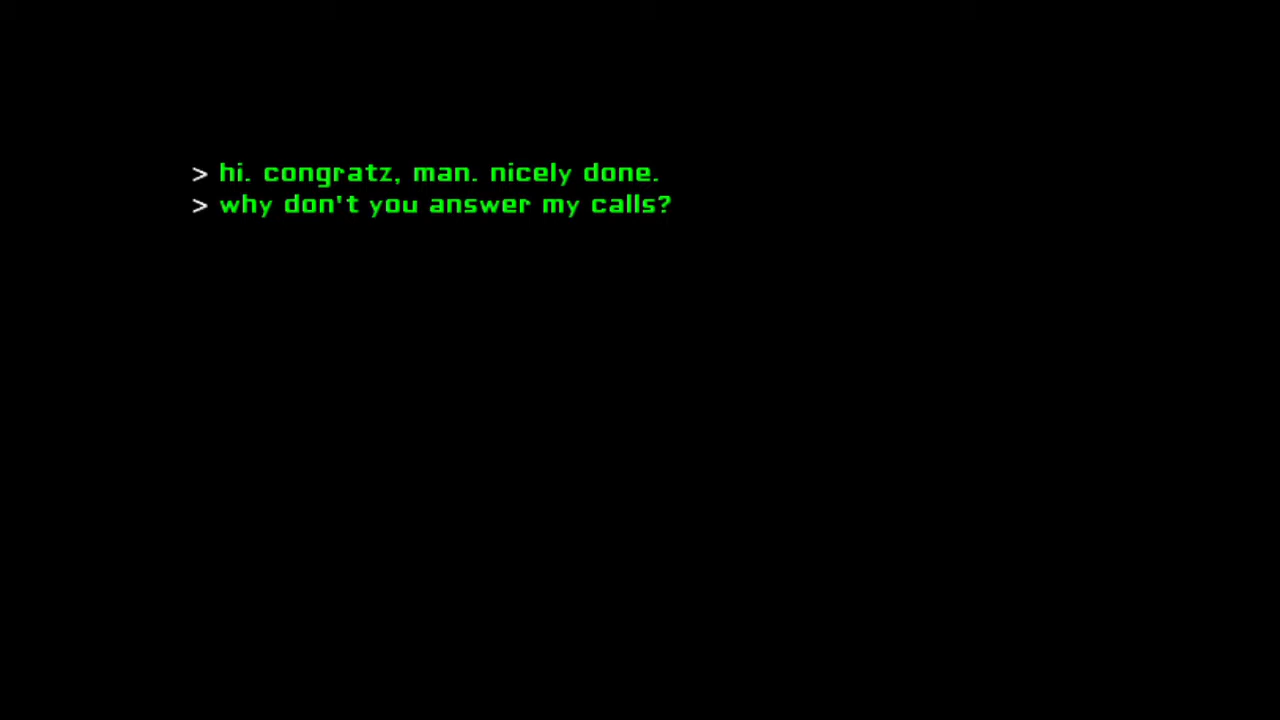 > hi. congratz, man. nicely done.
> why don't you answer my calls?